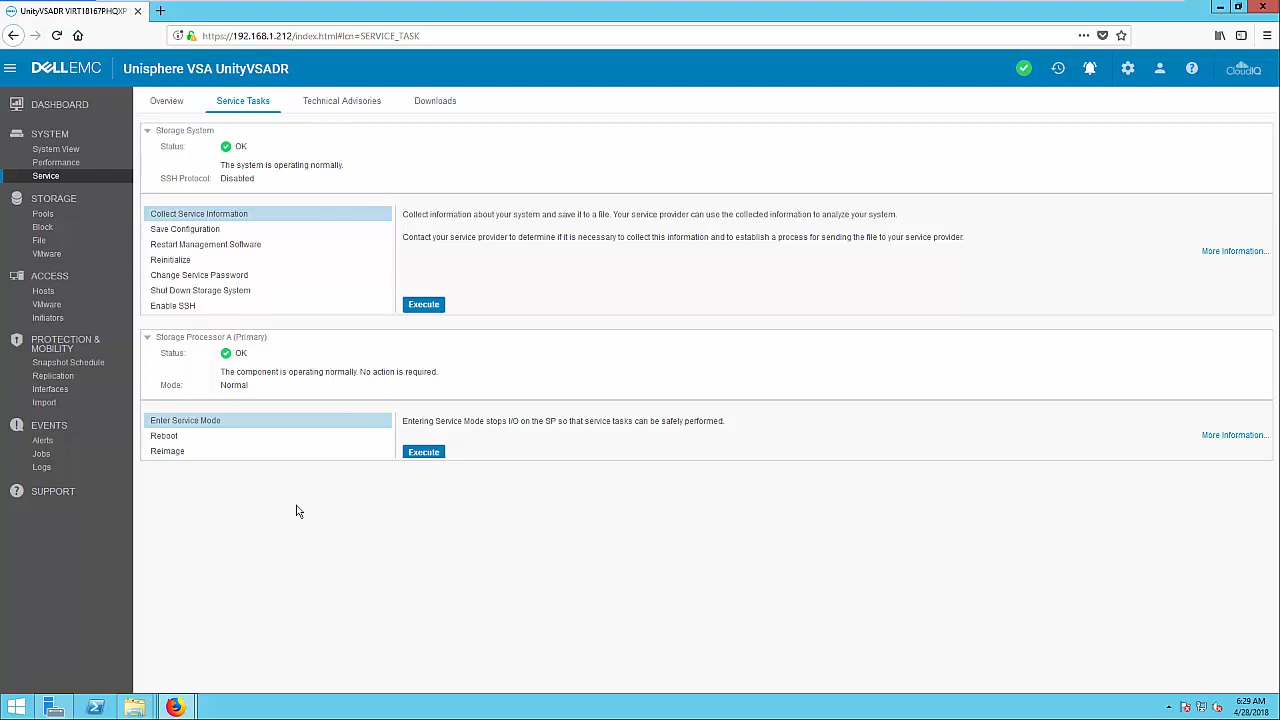 UnityVSADR VIRT18167PHQXP
https://192.168.1.212/index.html#lcn=SERVICE_TASK
DELLEMC
Unisphere VSA UnityVSADR
CloudIQ
DASHBOARD
SYSTEM
System View
Performance
Service
STORAGE
Pools
Block
File
VMware
ACCESS
Hosts
VMware
Initiators
PROTECTION &
MOBILITY
Snapshot Schedule
Replication
Interfaces
Import
EVENTS
Alerts
Jobs
Logs
SUPPORT
Overview
Service Tasks
Technical Advisories
Downloads
Storage System
Status: OK
The system is operating normally.
SSH Protocol: Disabled
Collect Service Information
Save Configuration
Restart Management Software
Reinitialize
Change Service Password
Shut Down Storage System
Enable SSH
Collect information about your system and save it to a file. Your service provider can use the collected information to analyze your system.
Contact your service provider to determine if it is necessary to collect this information and to establish a process for sending the file to your service provider.
More Information...
Execute
Storage Processor A (Primary)
Status: OK
The component is operating normally. No action is required.
Mode: Normal
Enter Service Mode
Reboot
Reimage
Entering Service Mode stops I/O on the SP so that service tasks can be safely performed.
More Information...
Execute
6:29 AM
4/28/2018